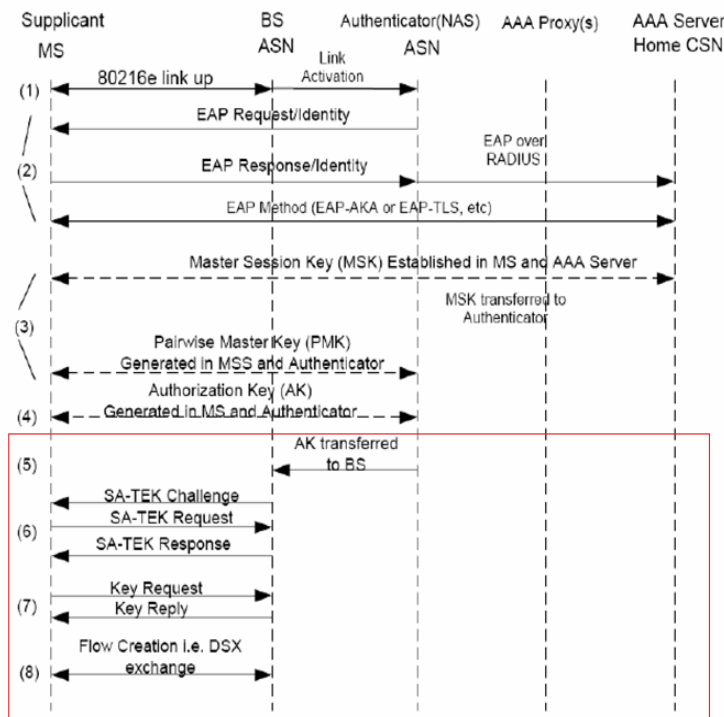 Supplicant
MS
BS
ASN
Authenticator(NAS)
ASN
AAA Proxy(s)
AAA Server
Home CSN
(1)
80216e link up
Link
Activation
EAP Request/Identity
(2)
EAP Response/Identity
EAP over
RADIUS
EAP Method (EAP-AKA or EAP-TLS, etc)
Master Session Key (MSK) Established in MS and AAA Server
(3)
MSK transferred to
Authenticator
Pairwise Master Key (PMK)
Generated in MSS and Authenticator
Authorization Key (AK)
(4)
Generated in MS and Authenticator
(5)
AK transferred
to BS
SA-TEK Challenge
(6)
SA-TEK Request
SA-TEK Response
Key Request
(7)
Key Reply
Flow Creation i.e. DSX
(8)
exchange